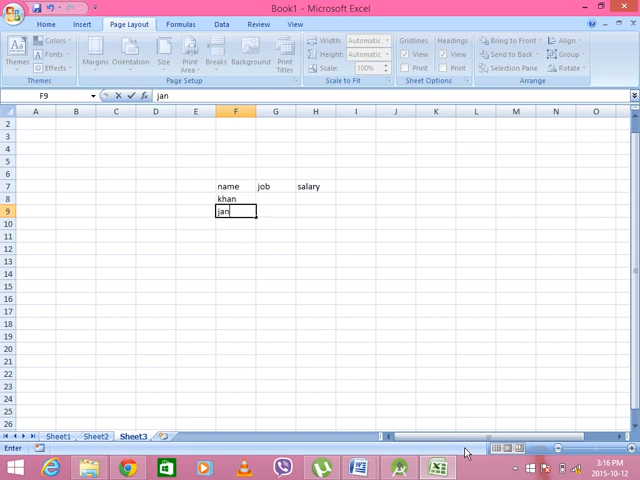 Book1 - Microsoft Excel
Home Insert Page Layout Formulas Data Review View
Themes Colors Fonts Effects
Margins Orientation Size Print Area Breaks Background Print Titles
Width: Automatic
Height: Automatic
Scale: 100%
Gridlines Headings
View View
Print Print
Bring to Front Align
Send to Back Group
Selection Pane Rotate
Themes Page Setup Scale to Fit Sheet Options Arrange
F9 fx jan
A B C D E F G H I J K L M N O
2
3
4
5
6
7 name job salary
8 khan
9 jan
10
11
12
13
14
15
16
17
18
19
20
21
22
23
24
25
26
Sheet1 Sheet2 Sheet3
Enter
3:16 PM
2015-10-12